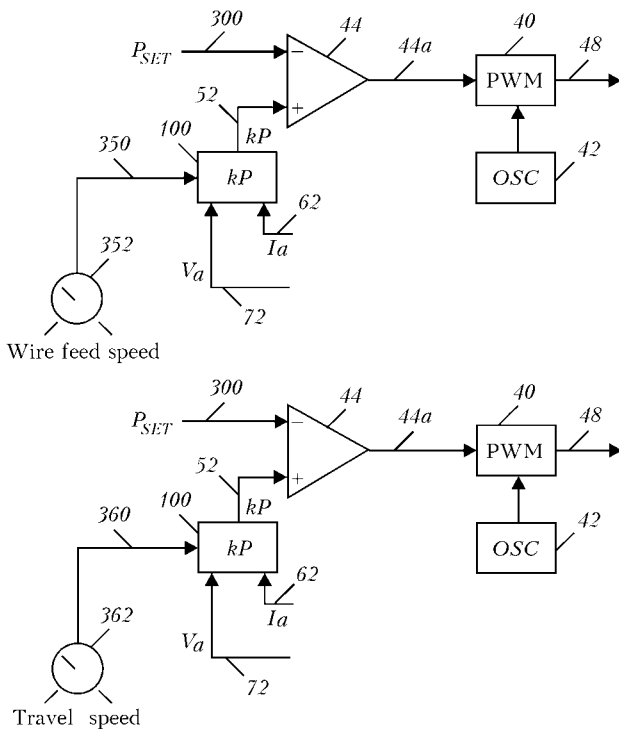 300
44
40
P_SET
−
44a
48
PWM
52
+
100
kP
350
kP
OSC
42
62
352
Ia
Va
72
Wire feed speed
300
44
40
P_SET
−
44a
48
PWM
52
+
100
kP
360
kP
OSC
42
62
362
Ia
Va
72
Travel speed